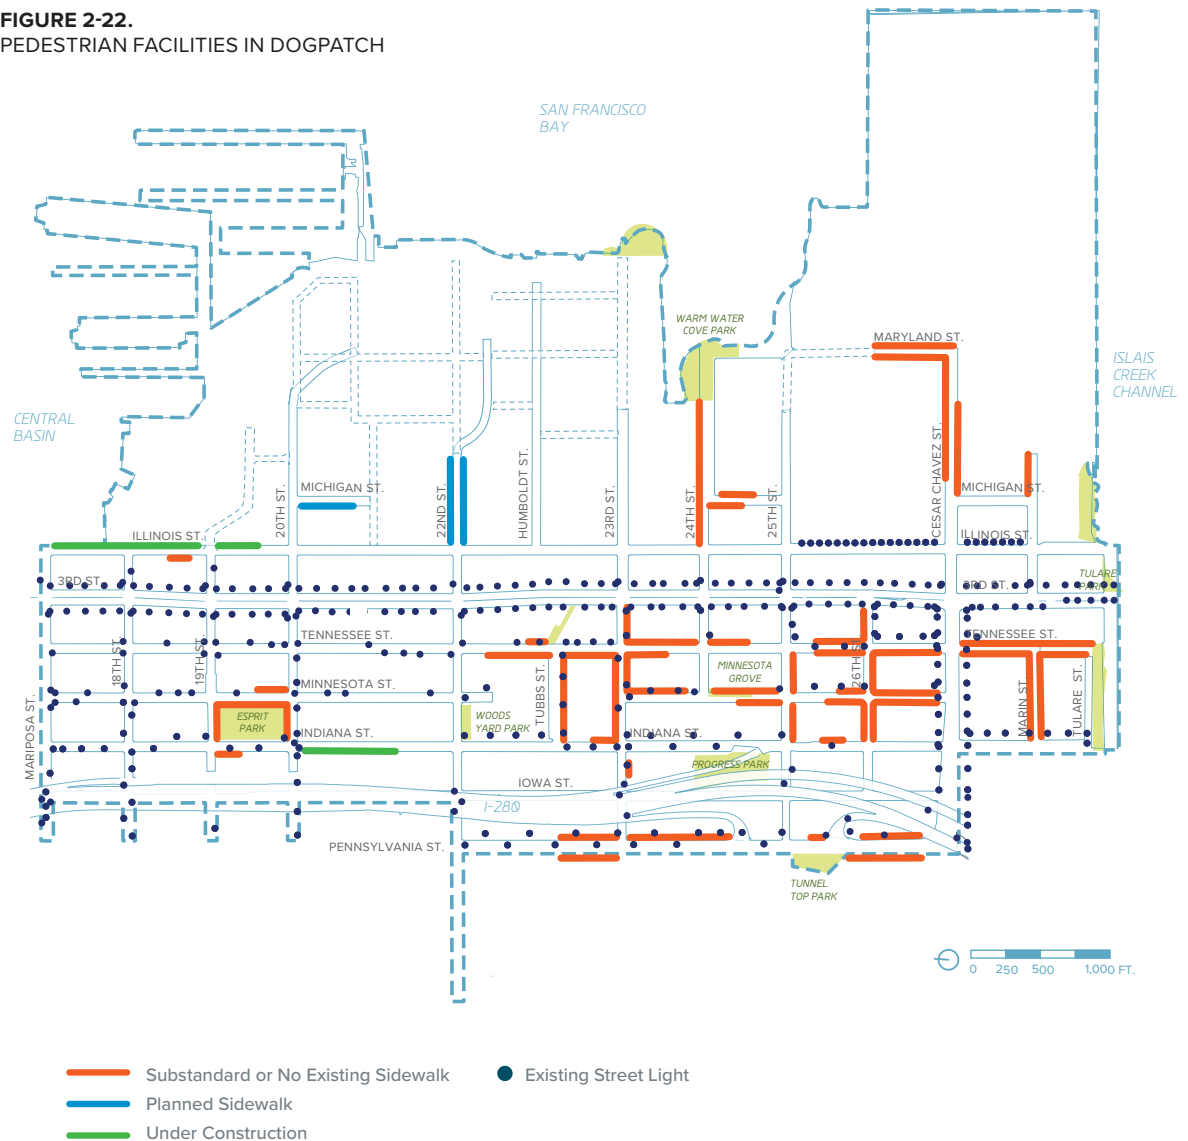 FIGURE 2-22.
PEDESTRIAN FACILITIES IN DOGPATCH
SAN FRANCISCO
BAY
WARM WATER
COVE PARK
MARYLAND ST.
ISLAIS
CREEK
CHANNEL
CENTRAL
BASIN
MICHIGAN ST.
MICHIGAN ST.
20TH ST.
22ND ST.
HUMBOLDT ST.
23RD ST.
24TH ST.
25TH ST.
CESAR CHAVEZ ST.
ILLINOIS ST.
ILLINOIS ST.
3RD ST.
3RD ST.
TULARE
PARK
TENNESSEE ST.
TENNESSEE ST.
18TH ST.
19TH ST.
MINNESOTA ST.
MINNESOTA
GROVE
26TH ST.
TUBBS ST.
MARIN ST.
TULARE ST.
MARIPOSA ST.
ESPRIT
PARK
WOODS
YARD PARK
INDIANA ST.
INDIANA ST.
PROGRESS PARK
IOWA ST.
I-280
PENNSYLVANIA ST.
TUNNEL
TOP PARK
0 250 500 1,000 FT.
Substandard or No Existing Sidewalk
Existing Street Light
Planned Sidewalk
Under Construction